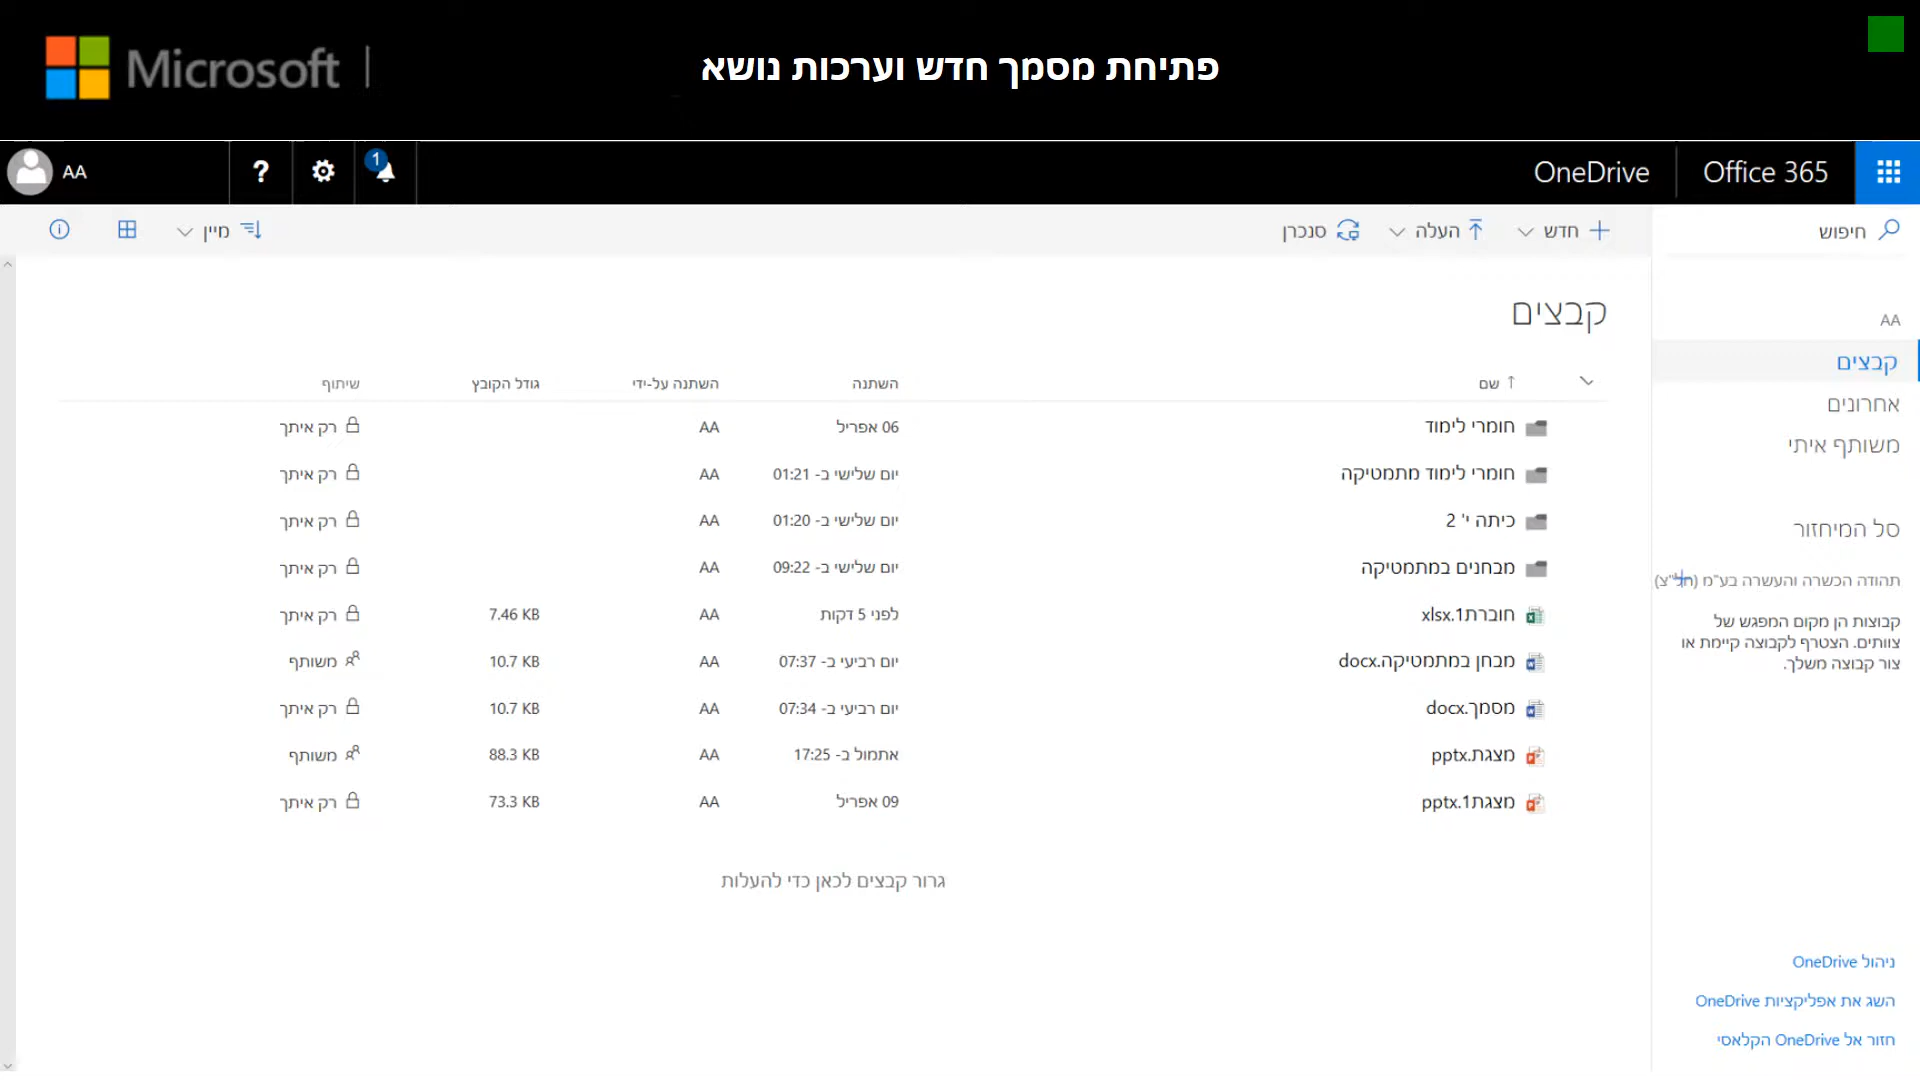 Microsoft |
פתיחת מסמך חדש וערכות נושא
Office 365
OneDrive
1
?
AA
חיפוש
חדש
העלה
סנכרן
מיין
AA
קבצים
אחרונים
משותף איתי
סל המיחזור
תהודה הכשרה והעשרה בע"מ
קבוצות הן מקום המפגש של
צוותים. הצטרף לקבוצה קיימת או
צור קבוצה משלך.
ניהול OneDrive
השג את אפליקציות OneDrive
חזור אל OneDrive הקלאסי
קבצים
שם השתנה השתנה על-ידי גודל הקובץ שיתוף
חומרי לימוד 06 אפריל AA רק איתך
חומרי לימוד מתמטיקה יום שלישי ב- 01:21 AA רק איתך
כיתה י' 2 יום שלישי ב- 01:20 AA רק איתך
מבחנים במתמטיקה יום שלישי ב- 09:22 AA רק איתך
חוברת1.xlsx לפני 5 דקות AA 7.46 KB רק איתך
מבחן במתמטיקה.docx יום רביעי ב- 07:37 AA 10.7 KB משותף
מסמך.docx יום רביעי ב- 07:34 AA 10.7 KB רק איתך
מצגת.pptx אתמול ב- 17:25 AA 88.3 KB משותף
מצגת1.pptx 09 אפריל AA 73.3 KB רק איתך
גרור קבצים לכאן כדי להעלות